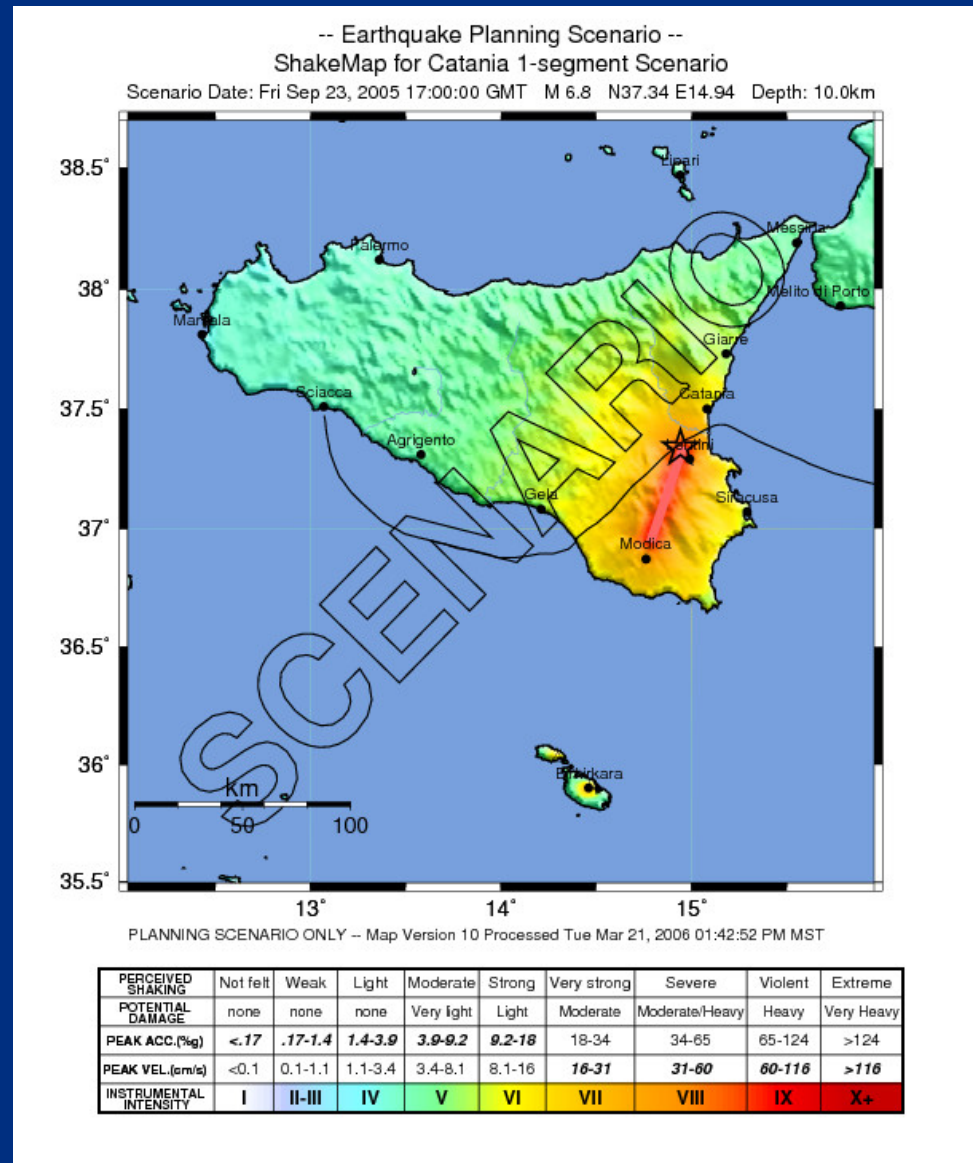 -- Earthquake Planning Scenario --
ShakeMap for Catania 1-segment Scenario
Scenario Date: Fri Sep 23, 2005 17:00:00 GMT M 6.8 N37.34 E14.94 Depth: 10.0km
38.5°
38°
37.5°
37°
36.5°
36°
35.5°
Lipari
Messina
Palermo
Melito di Porto
Marsala
Giarre
Sciacca
Catania
Agrigento
Lentini
Gela
Siracusa
Modica
SCENARIO
Birkirkara
km
0 50 100
13° 14° 15°
PLANNING SCENARIO ONLY -- Map Version 10 Processed Tue Mar 21, 2006 01:42:52 PM MST
PERCEIVED SHAKING Not felt Weak Light Moderate Strong Very strong Severe Violent Extreme
POTENTIAL DAMAGE none none none Very light Light Moderate Moderate/Heavy Heavy Very Heavy
PEAK ACC.(%g) <.17 .17-1.4 1.4-3.9 3.9-9.2 9.2-18 18-34 34-65 65-124 >124
PEAK VEL.(cm/s) <0.1 0.1-1.1 1.1-3.4 3.4-8.1 8.1-16 16-31 31-60 60-116 >116
INSTRUMENTAL INTENSITY I II-III IV V VI VII VIII IX X+